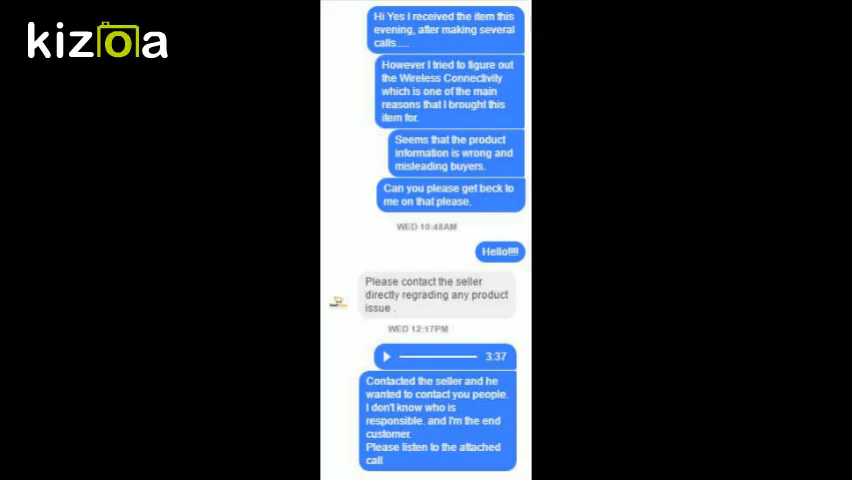 kizoa
Hi Yes I received the item this
evening, after making several
calls.....
However I tried to figure out
the Wireless Connectivity
which is one of the main
reasons that I brought this
item for.
Seems that the product
information is wrong and
misleading buyers.
Can you please get beck to
me on that please.
WED 10:48AM
Hello!!!!
Please contact the seller
directly regrading any product
issue .
WED 12:17PM
3:37
Contacted the seller and he
wanted to contact you people.
I don't know who is
responsible. and I'm the end
customer.
Please listen to the attached
call